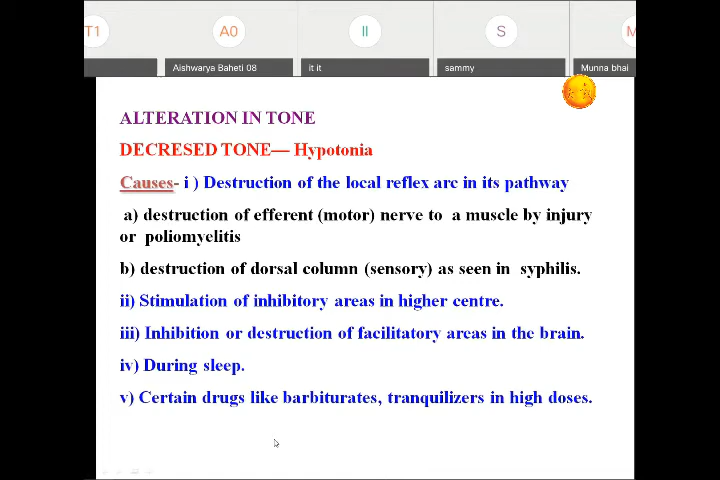 T1
A0
II
S
M
Aishwarya Baheti 08
It it
sammy
Munna bhai
ALTERATION IN TONE
DECRESED TONE— Hypotonia
Causes- i ) Destruction of the local reflex arc in its pathway
a) destruction of efferent (motor) nerve to a muscle by injury
or poliomyelitis
b) destruction of dorsal column (sensory) as seen in syphilis.
ii) Stimulation of inhibitory areas in higher centre.
iii) Inhibition or destruction of facilitatory areas in the brain.
iv) During sleep.
v) Certain drugs like barbiturates, tranquilizers in high doses.